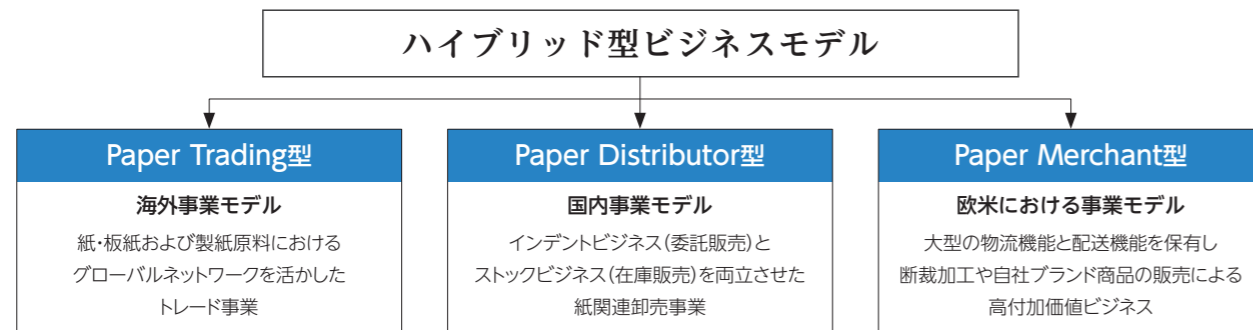 ハイブリッド型ビジネスモデル
Paper Trading型
海外事業モデル
紙・板紙および製紙原料における
グローバルネットワークを活かした
トレード事業
Paper Distributor型
国内事業モデル
インデントビジネス(委託販売)と
ストックビジネス(在庫販売)を両立させた
紙関連卸売事業
Paper Merchant型
欧米における事業モデル
大型の物流機能と配送機能を保有し
断裁加工や自社ブランド商品の販売による
高付加価値ビジネス